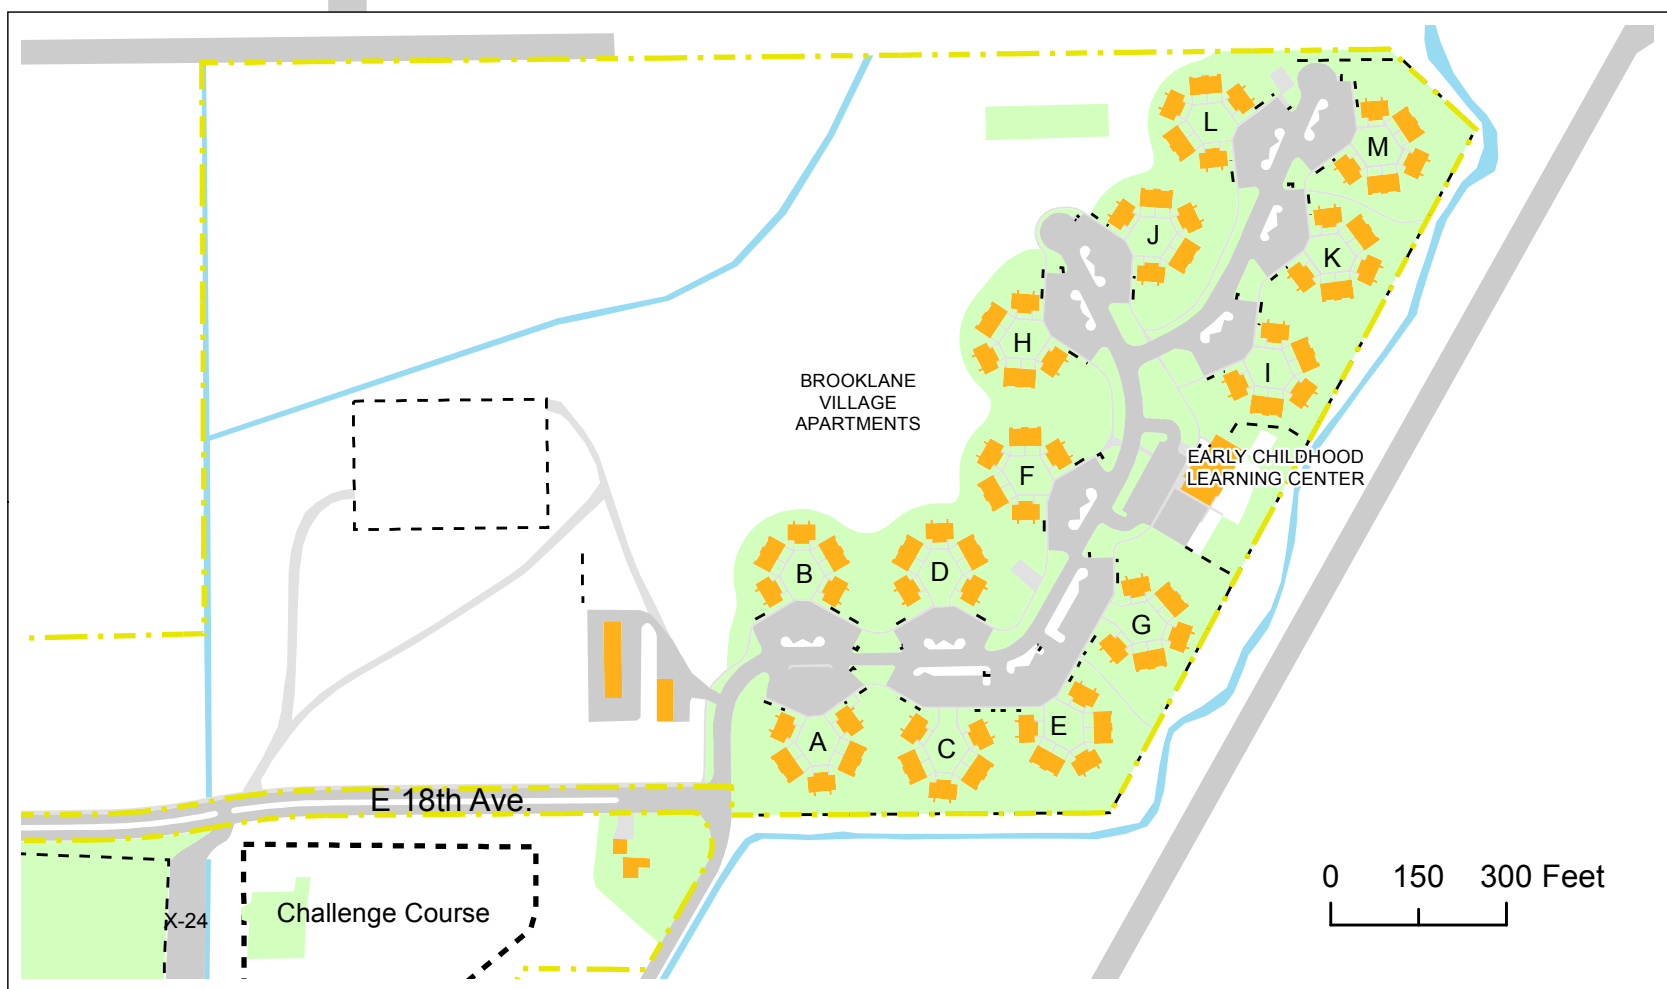 L
M
J
K
H
I
BROOKLANE
VILLAGE
APARTMENTS
F
EARLY CHILDHOOD
LEARNING CENTER
B
D
G
A
C
E
E 18th Ave.
0 150 300 Feet
X-24
Challenge Course